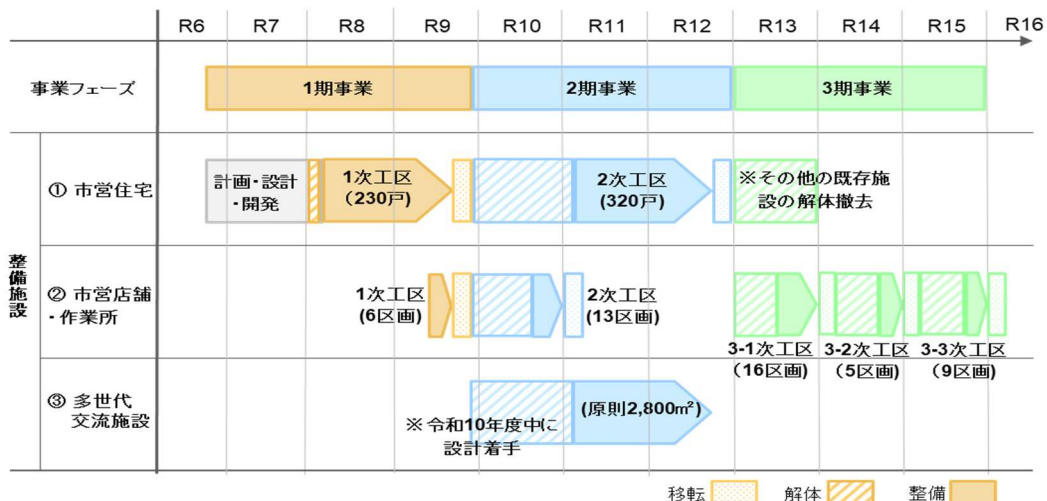 R6 R7 R8 R9 R10 R11 R12 R13 R14 R15 R16
事業フェーズ
1期事業
2期事業
3期事業
整備施設
① 市営住宅
計画・設計
・開発
1次工区
(230戸)
2次工区
(320戸)
※その他の既存施
設の解体撤去
② 市営店舗
・作業所
1次工区
(6区画)
2次工区
(13区画)
3-1次工区
(16区画)
3-2次工区
(5区画)
3-3次工区
(9区画)
③ 多世代
交流施設
※令和10年度中に
設計着手
(原則2,800㎡)
移転 解体 整備